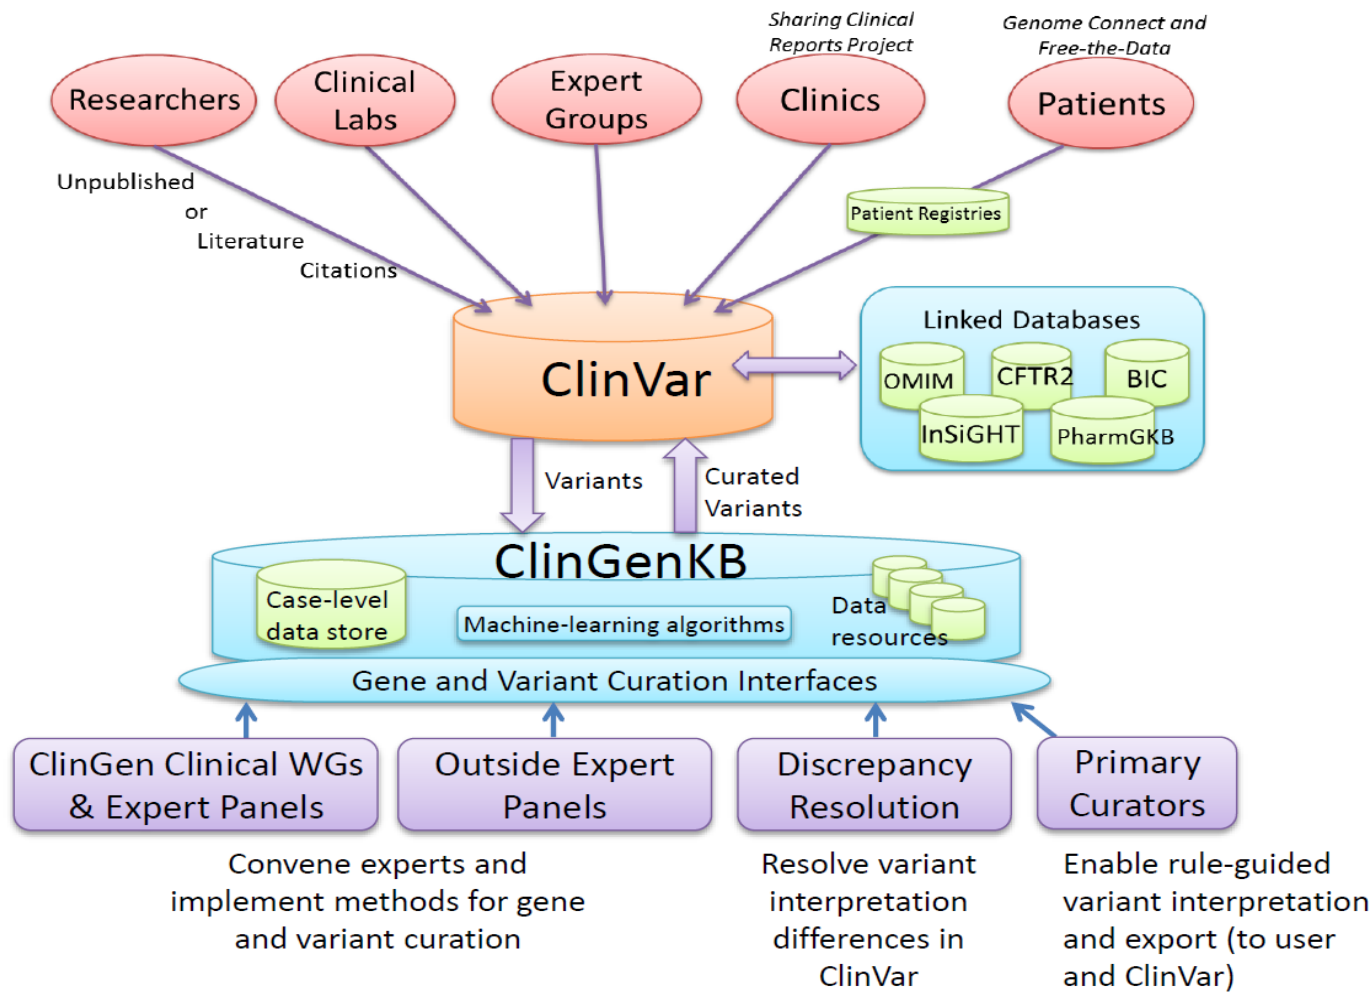 Sharing Clinical
Reports Project
Genome Connect and
Free-the-Data
Researchers
Clinical
Labs
Expert
Groups
Clinics
Patients
Unpublished
or
Literature
Citations
Patient Registries
ClinVar
Linked Databases
OMIM
CFTR2
BIC
InSiGHT
PharmGKB
Variants
Curated
Variants
ClinGenKB
Case-level
data store
Machine-learning algorithms
Data
resources
Gene and Variant Curation Interfaces
ClinGen Clinical WGs
& Expert Panels
Outside Expert
Panels
Discrepancy
Resolution
Primary
Curators
Convene experts and
implement methods for gene
and variant curation
Resolve variant
interpretation
differences in
ClinVar
Enable rule-guided
variant interpretation
and export (to user
and ClinVar)